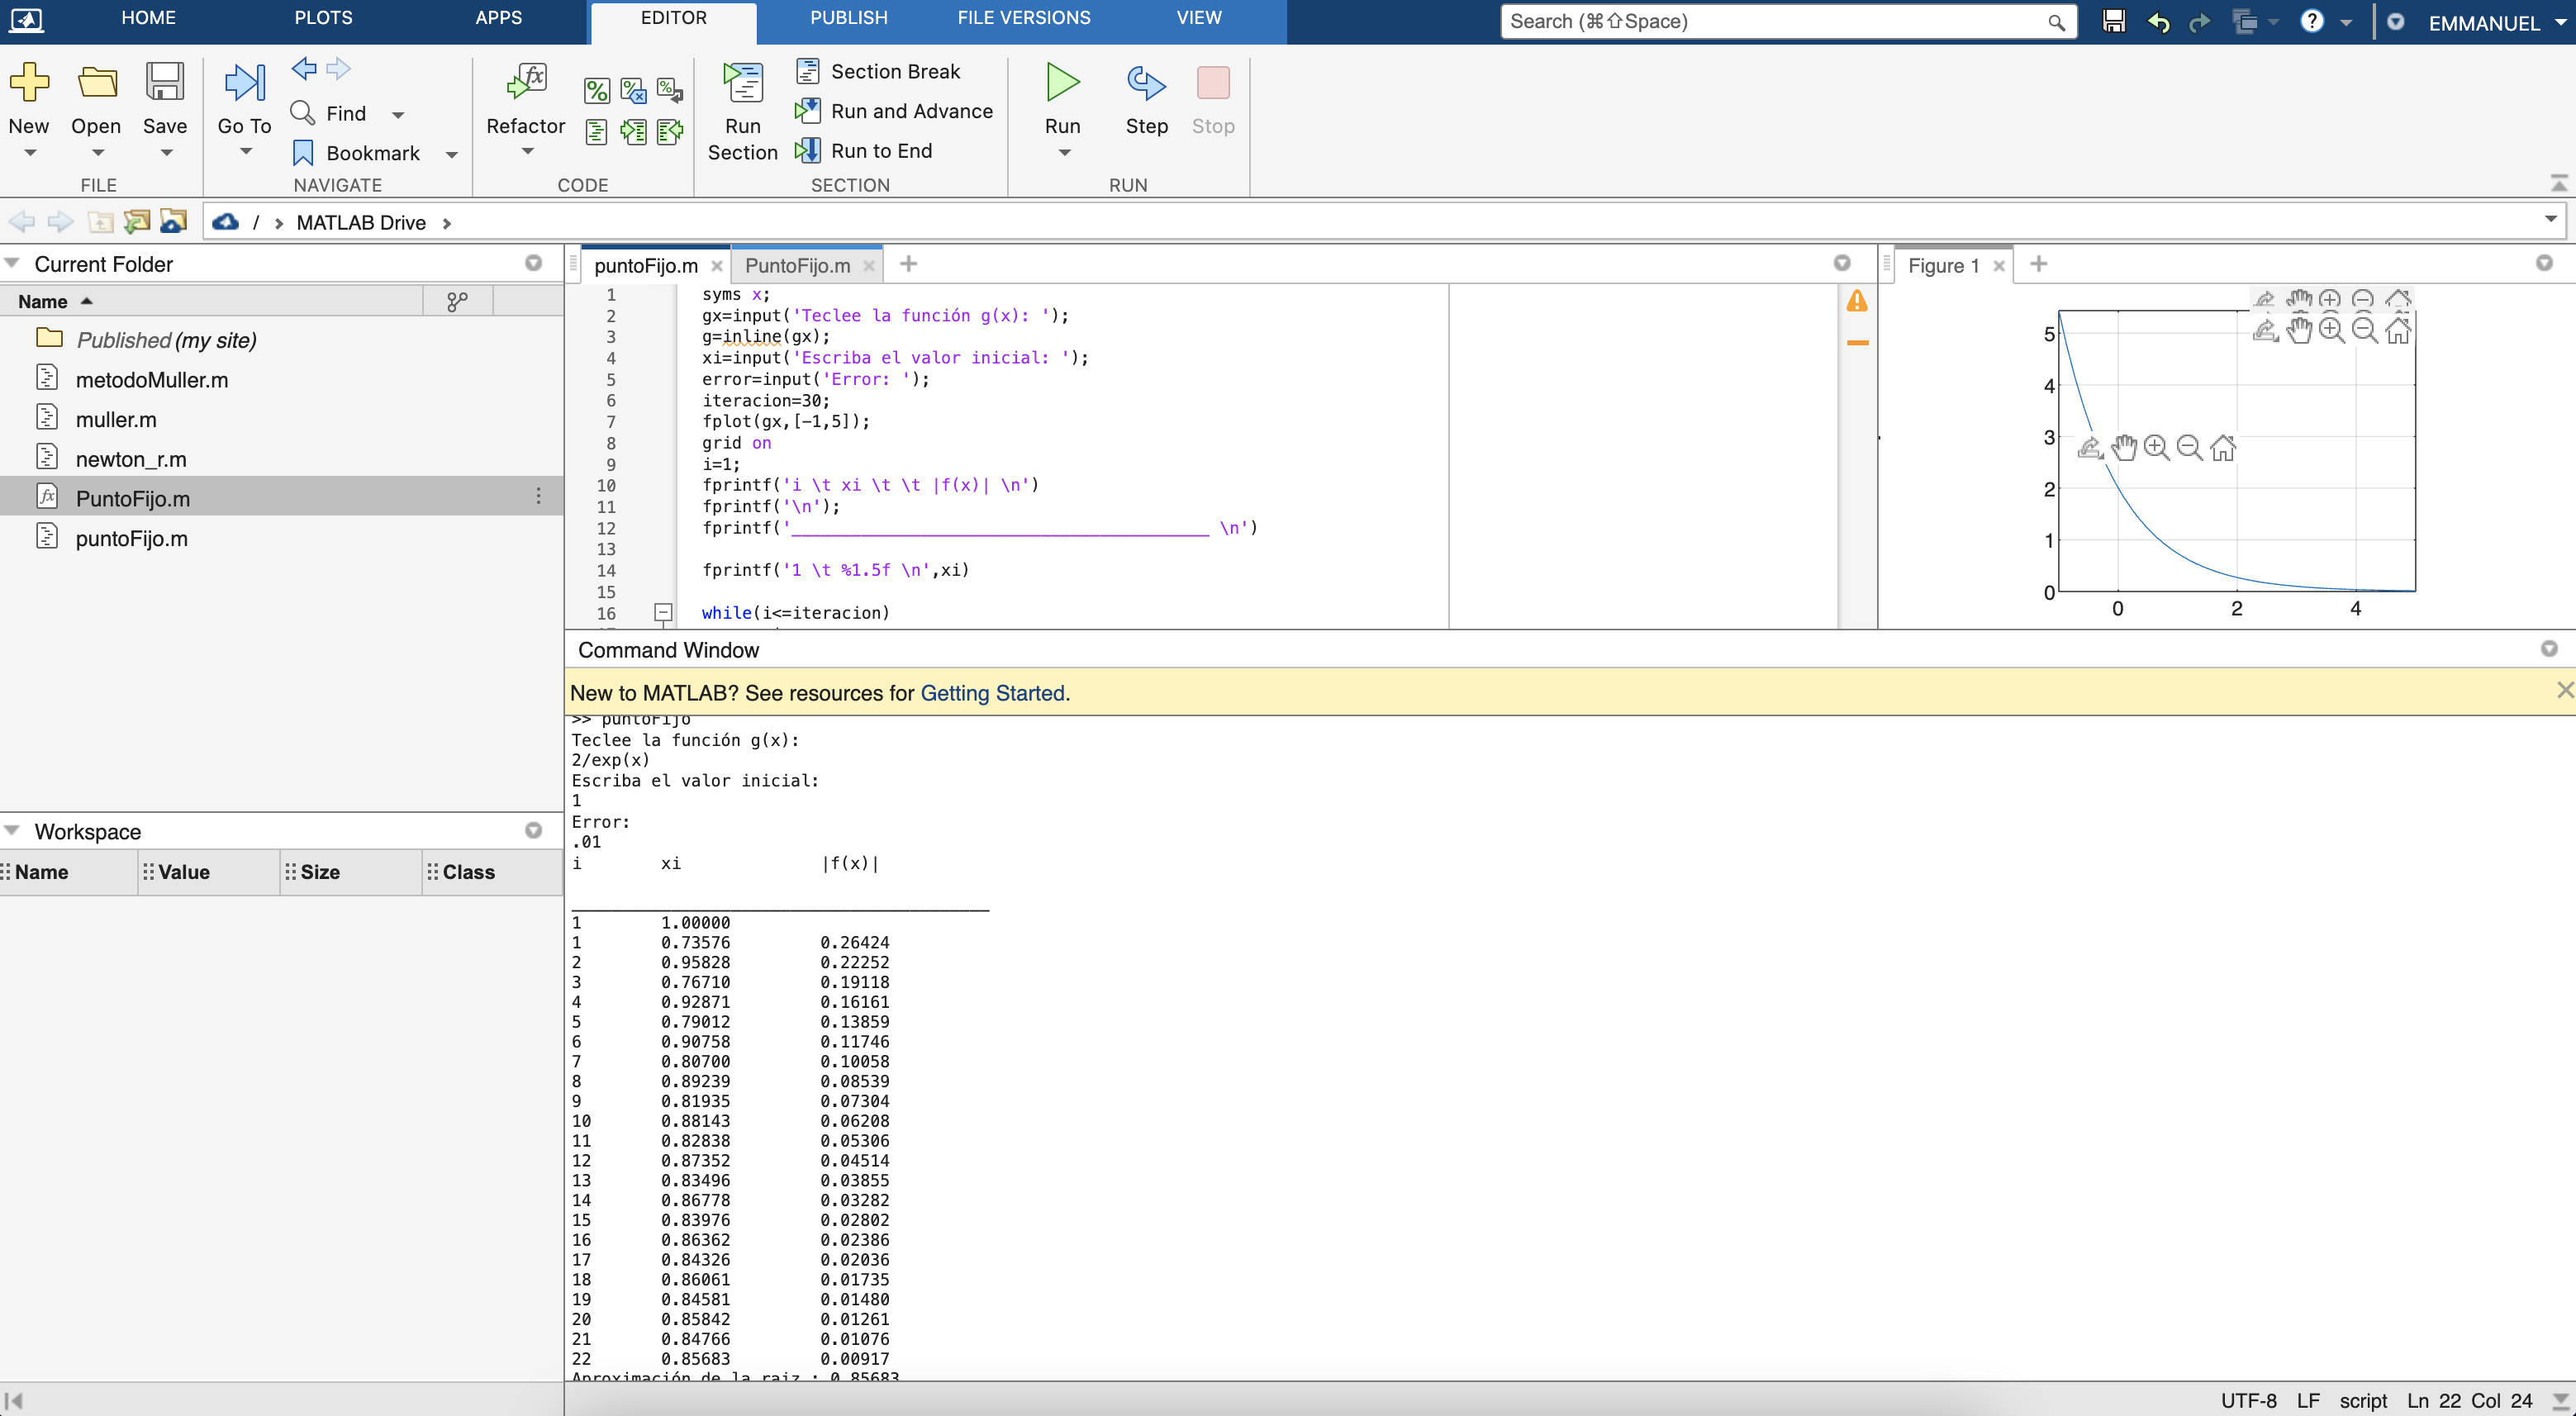 HOME PLOTS APPS EDITOR PUBLISH FILE VERSIONS VIEW Search (⌘⇧Space) EMMANUEL
New Open Save
FILE
Go To Find Bookmark
NAVIGATE
Refactor
CODE
Run Section
Section Break
Run and Advance
Run to End
SECTION
Run Step Stop
RUN
/ › MATLAB Drive ›
Current Folder
Name
Published (my site)
metodoMuller.m
muller.m
newton_r.m
PuntoFijo.m
puntoFijo.m
Workspace
Name Value Size Class
puntoFijo.m × PuntoFijo.m × +
1 syms x;
2 gx=input('Teclee la función g(x): ');
3 g=inline(gx);
4 xi=input('Escriba el valor inicial: ');
5 error=input('Error: ');
6 iteracion=30;
7 fplot(gx,[-1,5]);
8 grid on
9 i=1;
10 fprintf('i \t xi \t \t |f(x)| \n')
11 fprintf('\n');
12 fprintf('__________________________________________ \n')
13
14 fprintf('1 \t %1.5f \n',xi)
15
16 while(i<=iteracion)
Figure 1 × +
5
4
3
2
1
0
0 2 4
Command Window
New to MATLAB? See resources for Getting Started.
>> puntoFijo
Teclee la función g(x):
2/exp(x)
Escriba el valor inicial:
1
Error:
.01
i xi |f(x)|
__________________________________________
1 1.00000
1 0.73576 0.26424
2 0.95828 0.22252
3 0.76710 0.19118
4 0.92871 0.16161
5 0.79012 0.13859
6 0.90758 0.11746
7 0.80700 0.10058
8 0.89239 0.08539
9 0.81935 0.07304
10 0.88143 0.06208
11 0.82838 0.05306
12 0.87352 0.04514
13 0.83496 0.03855
14 0.86778 0.03282
15 0.83976 0.02802
16 0.86362 0.02386
17 0.84326 0.02036
18 0.86061 0.01735
19 0.84581 0.01480
20 0.85842 0.01261
21 0.84766 0.01076
22 0.85683 0.00917
Aproximación de la raiz : 0.85683
UTF-8 LF script Ln 22 Col 24